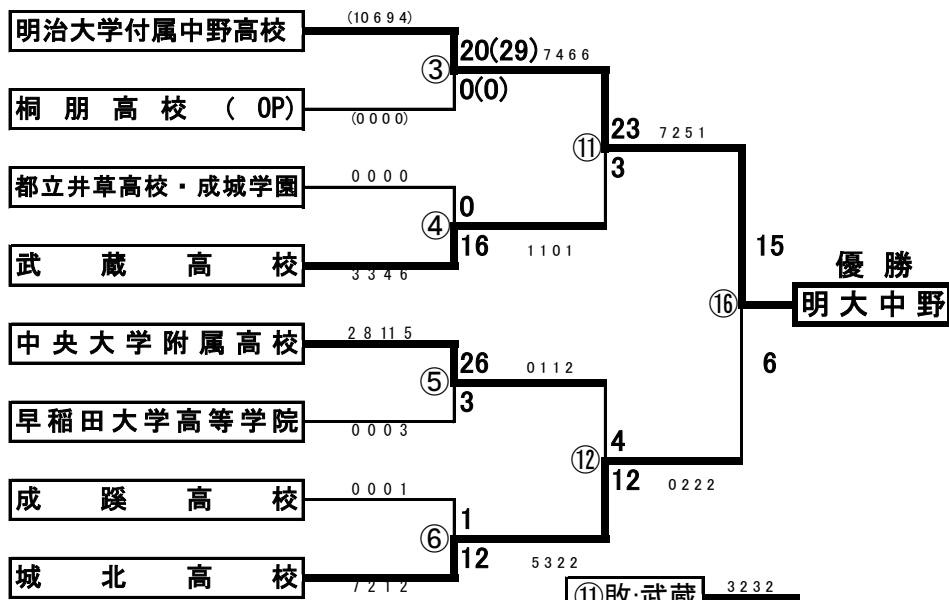 明治大学付属中野高校
(10 6 9 4)
③
20(29)
7 4 6 6
0(0)
桐朋高校(OP)
(0 0 0 0)
⑪
23
7 2 5 1
3
都立井草高校・成城学園
0 0 0 0
④
0
16
1 1 0 1
武蔵高校
3 3 4 6
15
優勝
⑯
明大中野
6
中央大学附属高校
2 8 11 5
⑤
26
0 1 1 2
3
早稲田大学高等学院
0 0 0 3
⑫
4
12
0 2 2 2
成蹊高校
0 0 0 1
⑥
1
12
5 3 2 2
城北高校
7 2 1 2
⑪敗・武蔵
3 2 3 2